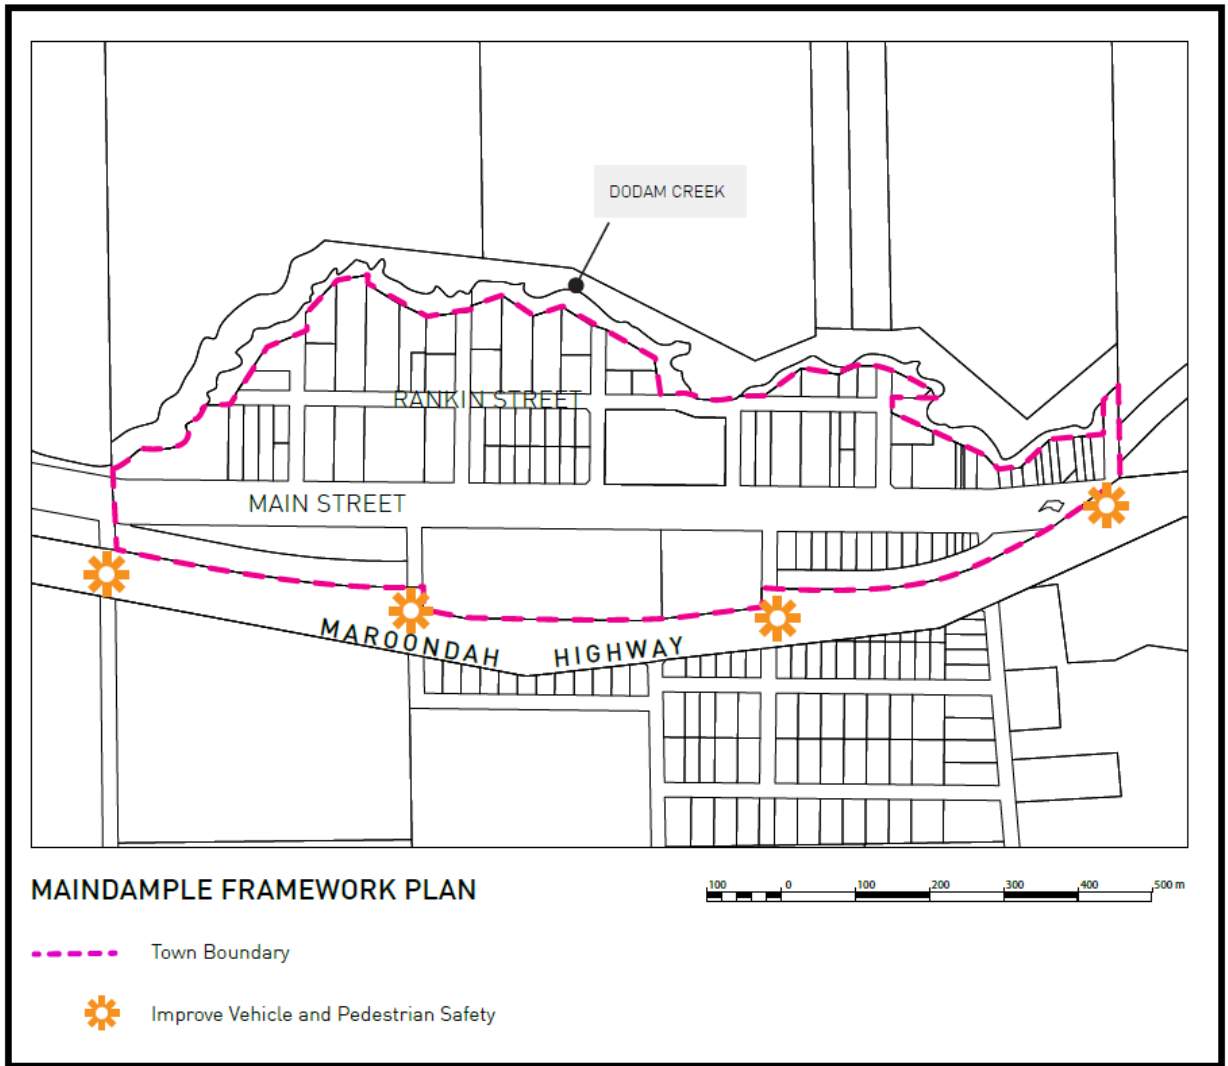 DODAM CREEK
RANKIN STREET
MAIN STREET
MAROONDAH HIGHWAY
MAINDAMPLE FRAMEWORK PLAN
100 0 100 200 300 400 500 m
Town Boundary
Improve Vehicle and Pedestrian Safety